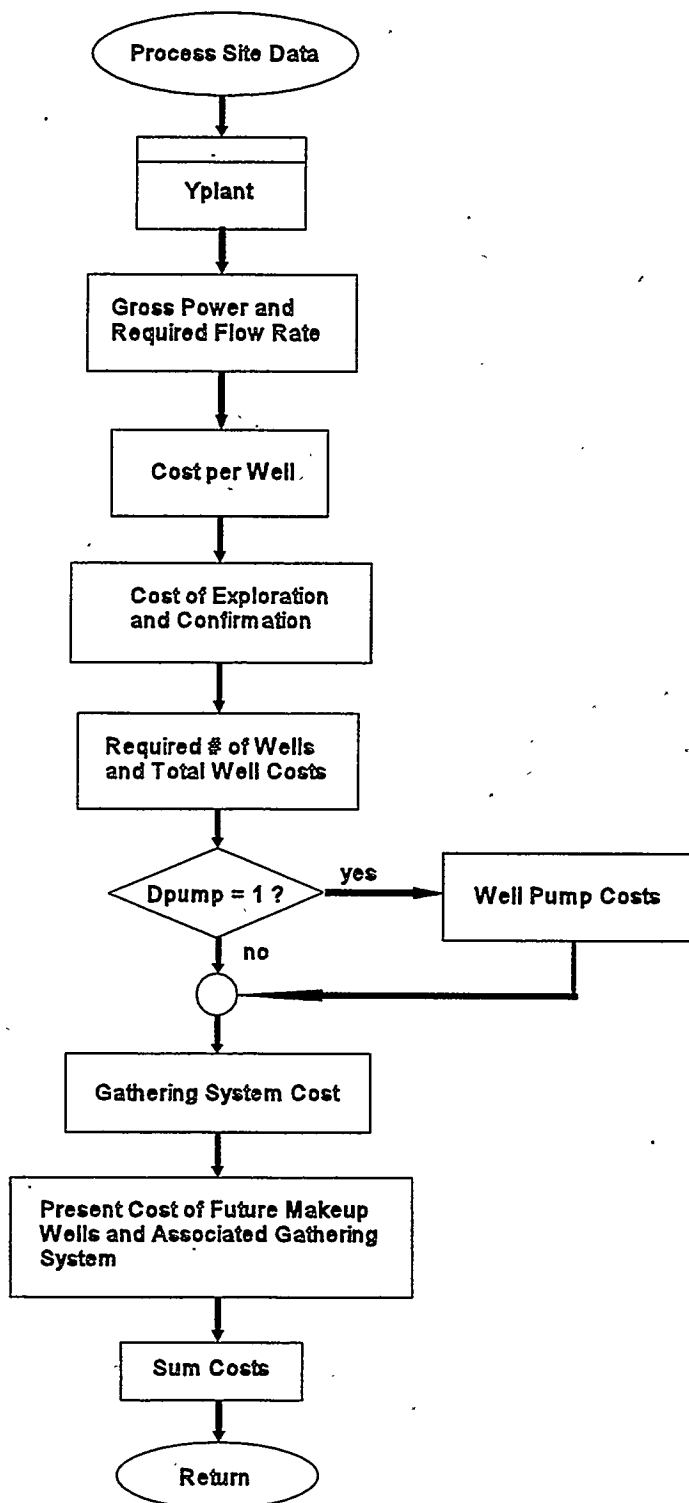 Process Site Data
Yplant
Gross Power and
Required Flow Rate
Cost per Well
Cost of Exploration
and Confirmation
Required # of Wells
and Total Well Costs
Dpump = 1 ?
yes
Well Pump Costs
no
Gathering System Cost
Present Cost of Future Makeup
Wells and Associated Gathering
System
Sum Costs
Return